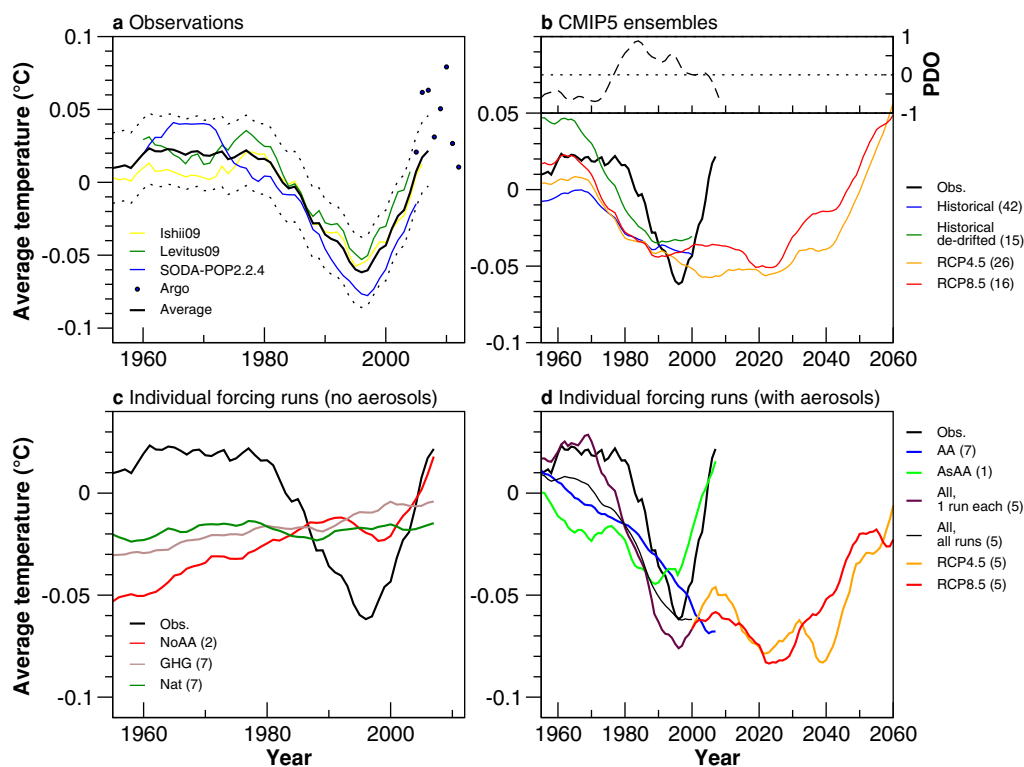 a Observations
Average temperature (°C)
0.1
0.05
0
-0.05
-0.1
Ishii09
Levitus09
SODA-POP2.2.4
Argo
Average
1960
1980
2000
b CMIP5 ensembles
1
0
-1
PDO
0.05
0
-0.05
-0.1
1960
1980
2000
2020
2040
2060
Obs.
Historical (42)
Historical
de-drifted (15)
RCP4.5 (26)
RCP8.5 (16)
c Individual forcing runs (no aerosols)
Average temperature (°C)
0
-0.05
-0.1
Obs.
NoAA (2)
GHG (7)
Nat (7)
1960
1980
2000
Year
d Individual forcing runs (with aerosols)
0
-0.05
-0.1
1960
1980
2000
2020
2040
2060
Year
Obs.
AA (7)
AsAA (1)
All,
1 run each (5)
All,
all runs (5)
RCP4.5 (5)
RCP8.5 (5)